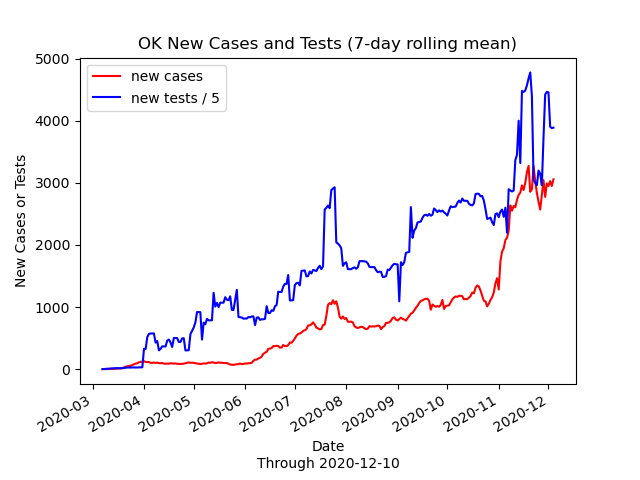 OK New Cases and Tests (7-day rolling mean)
new cases
new tests / 5
New Cases or Tests
5000
4000
3000
2000
1000
0
2020-03
2020-04
2020-05
2020-06
2020-07
2020-08
2020-09
2020-10
2020-11
2020-12
Date
Through 2020-12-10